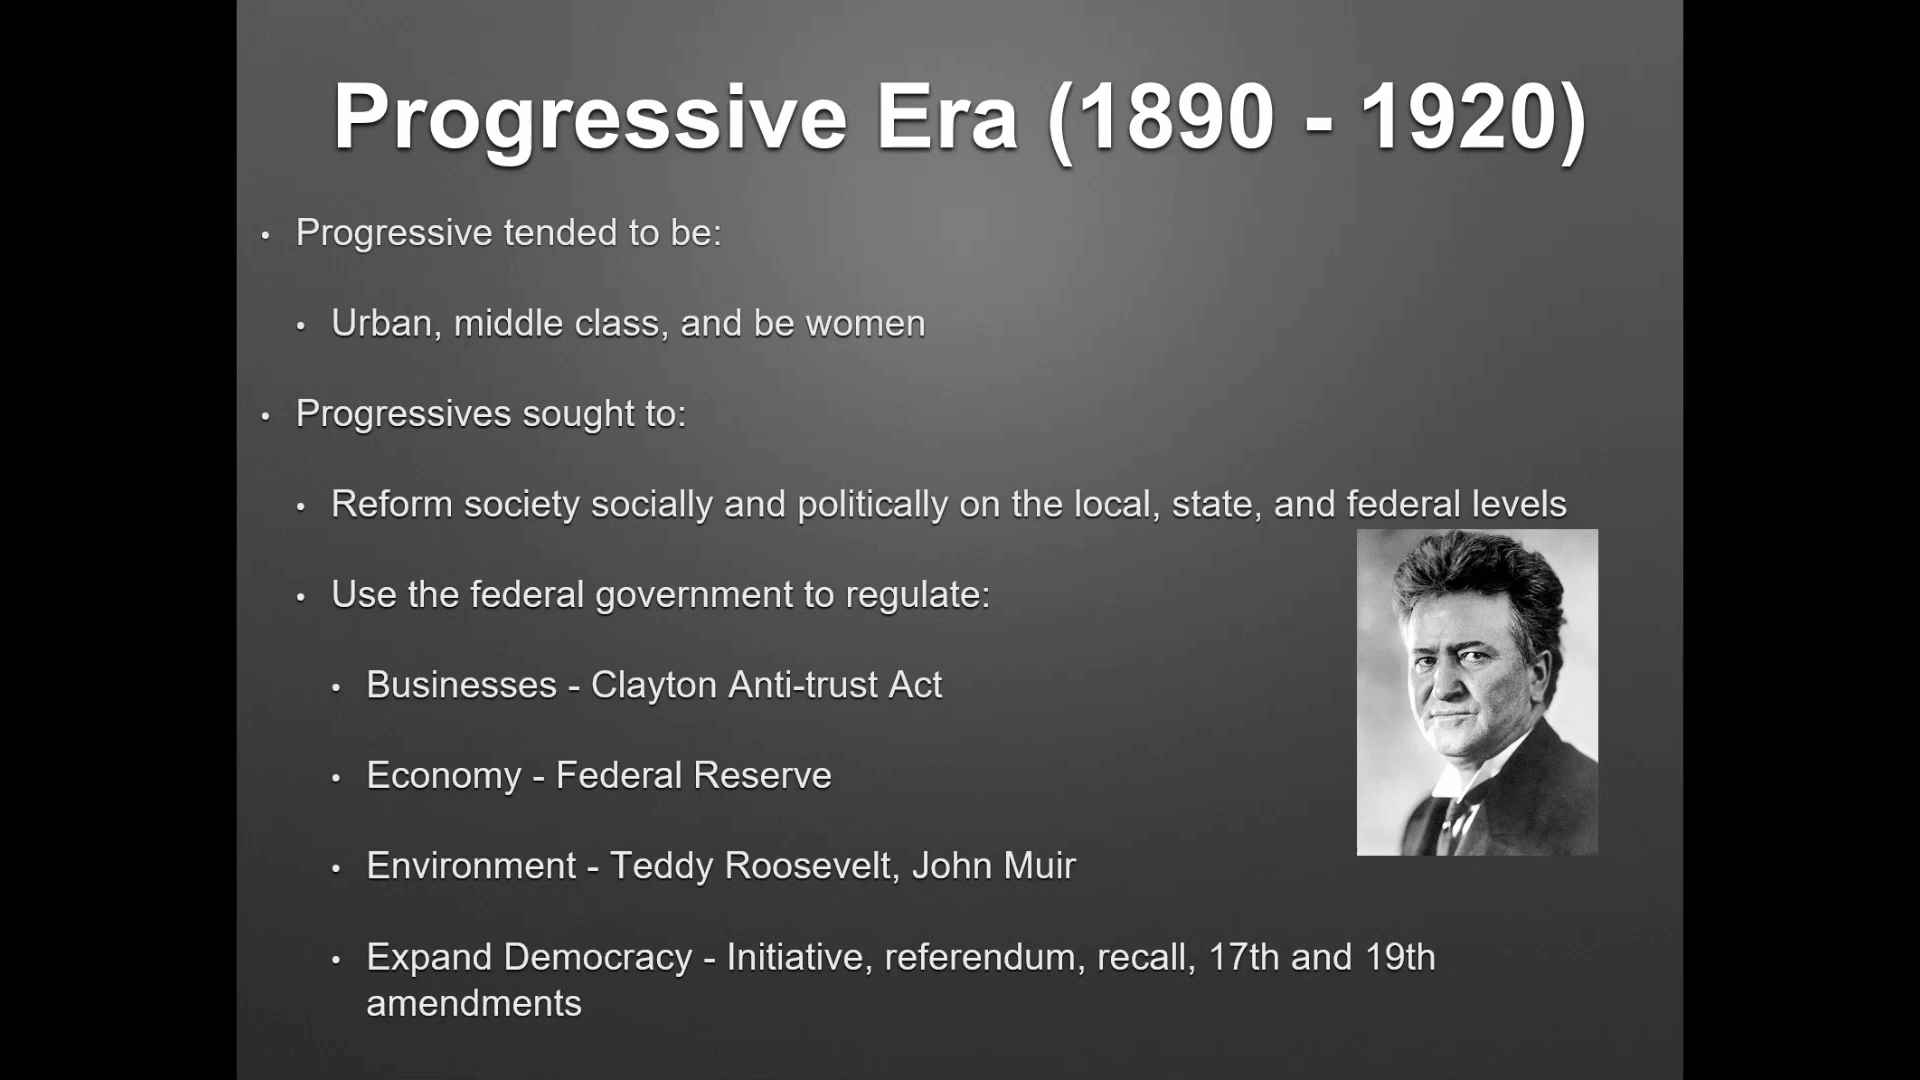 Progressive Era (1890 - 1920)
• Progressive tended to be:
• Urban, middle class, and be women
• Progressives sought to:
• Reform society socially and politically on the local, state, and federal levels
• Use the federal government to regulate:
• Businesses - Clayton Anti-trust Act
• Economy - Federal Reserve
• Environment - Teddy Roosevelt, John Muir
• Expand Democracy - Initiative, referendum, recall, 17th and 19th
amendments